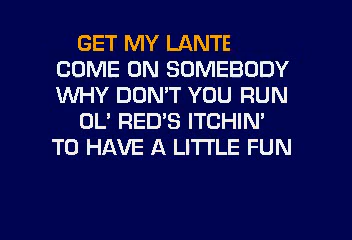 GET MY LANTE
COME ON SOMEBODY
WHY DON'T YOU RUN
OL' RED'S ITCHIN'
TO HAVE A LITTLE FUN